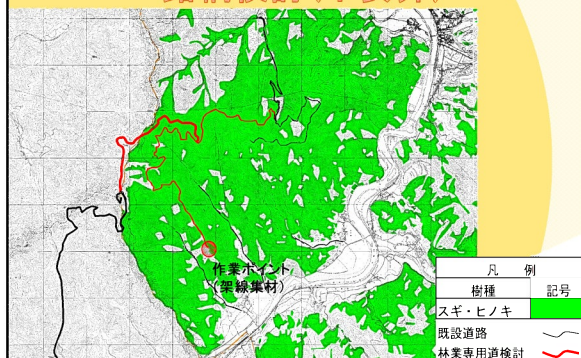 作業ポイント
(架線集材)
凡 例
樹種 記号
スギ・ヒノキ
既設道路
林業専用道検討